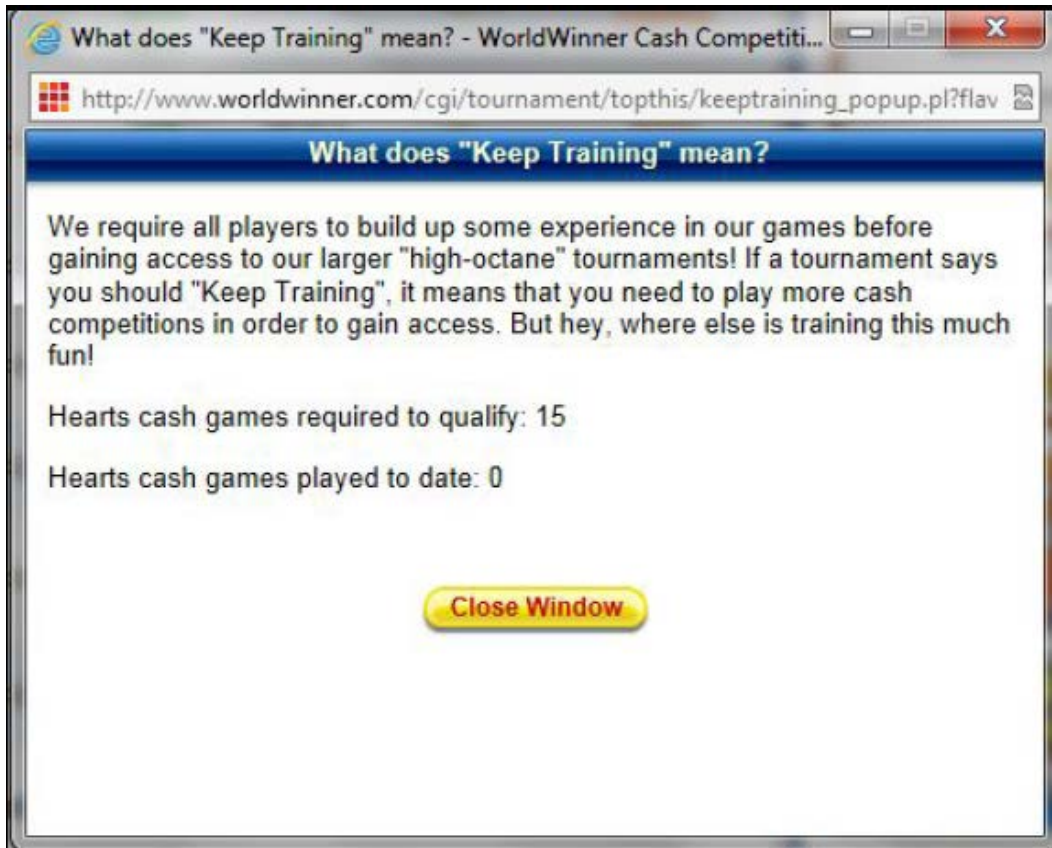 What does "Keep Training" mean? - WorldWinner Cash Competiti...
http://www.worldwinner.com/cgi/tournament/topthis/keeptraining_popup.pl?flav
What does "Keep Training" mean?
We require all players to build up some experience in our games before
gaining access to our larger "high-octane" tournaments! If a tournament says
you should "Keep Training", it means that you need to play more cash
competitions in order to gain access. But hey, where else is training this much
fun!
Hearts cash games required to qualify: 15
Hearts cash games played to date: 0
Close Window